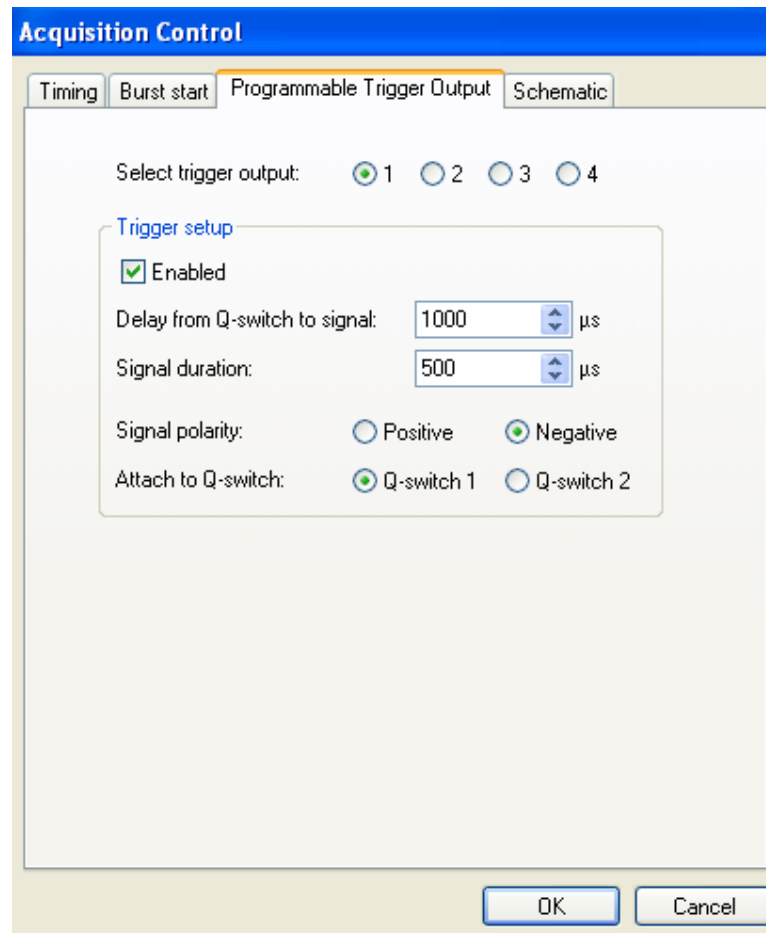 Acquisition Control
Timing Burst start Programmable Trigger Output Schematic
Select trigger output: 1 2 3 4
Trigger setup
Enabled
Delay from Q-switch to signal: 1000 µs
Signal duration: 500 µs
Signal polarity: Positive Negative
Attach to Q-switch: Q-switch 1 Q-switch 2
OK Cancel